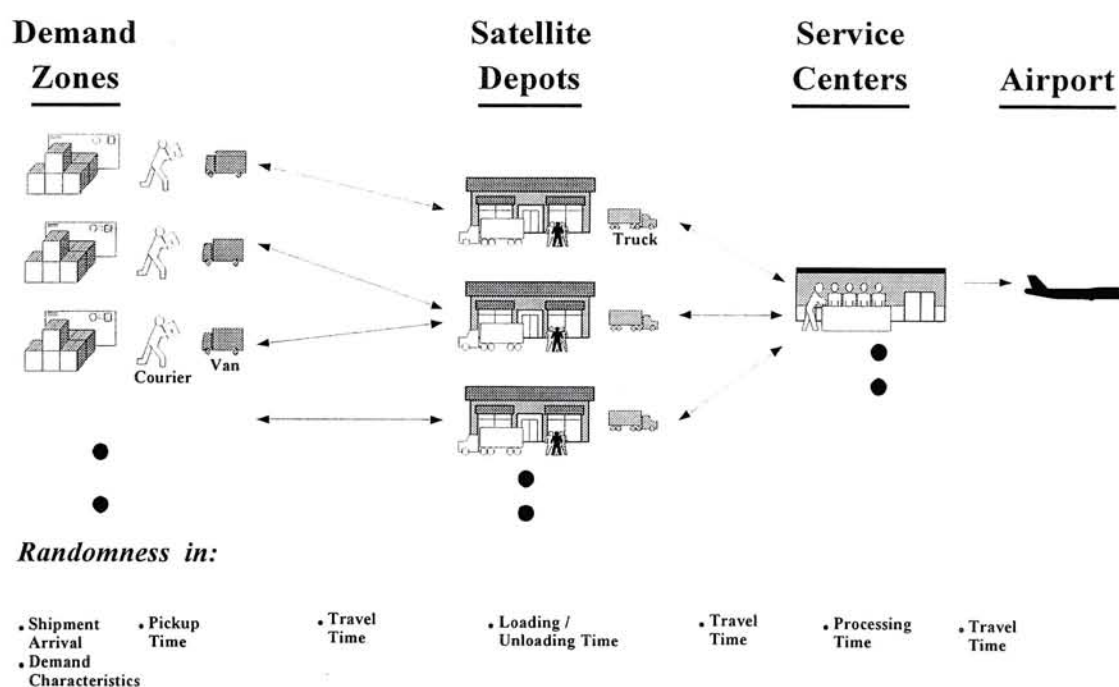 Demand
Zones
Satellite
Depots
Service
Centers
Airport
Truck
Courier
Van
Randomness in:
• Shipment
Arrival
• Demand
Characteristics
• Pickup
Time
• Travel
Time
• Loading /
Unloading Time
• Travel
Time
• Processing
Time
• Travel
Time